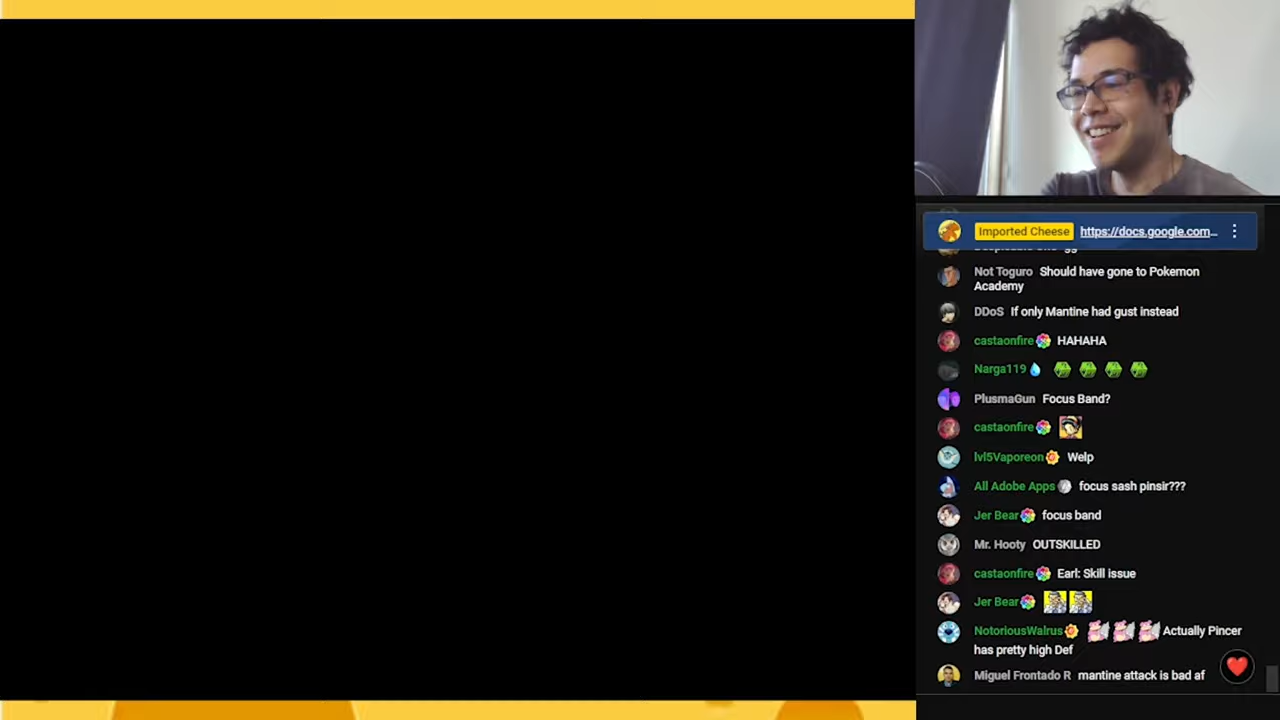 Imported Cheese https://docs.google.com...
Not Toguro Should have gone to Pokemon
Academy
DDoS If only Mantine had gust instead
castaonfire HAHAHA
Narga119
PlusmaGun Focus Band?
castaonfire
lvl5Vaporeon Welp
All Adobe Apps focus sash pinsir???
Jer Bear focus band
Mr. Hooty OUTSKILLED
castaonfire Earl: Skill issue
Jer Bear
NotoriousWalrus Actually Pincer
has pretty high Def
Miguel Frontado R mantine attack is bad af